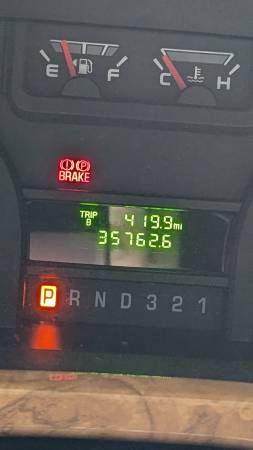 E F C H
BRAKE
TRIP B 419.9 mi
35762.6
P R N D 3 2 1